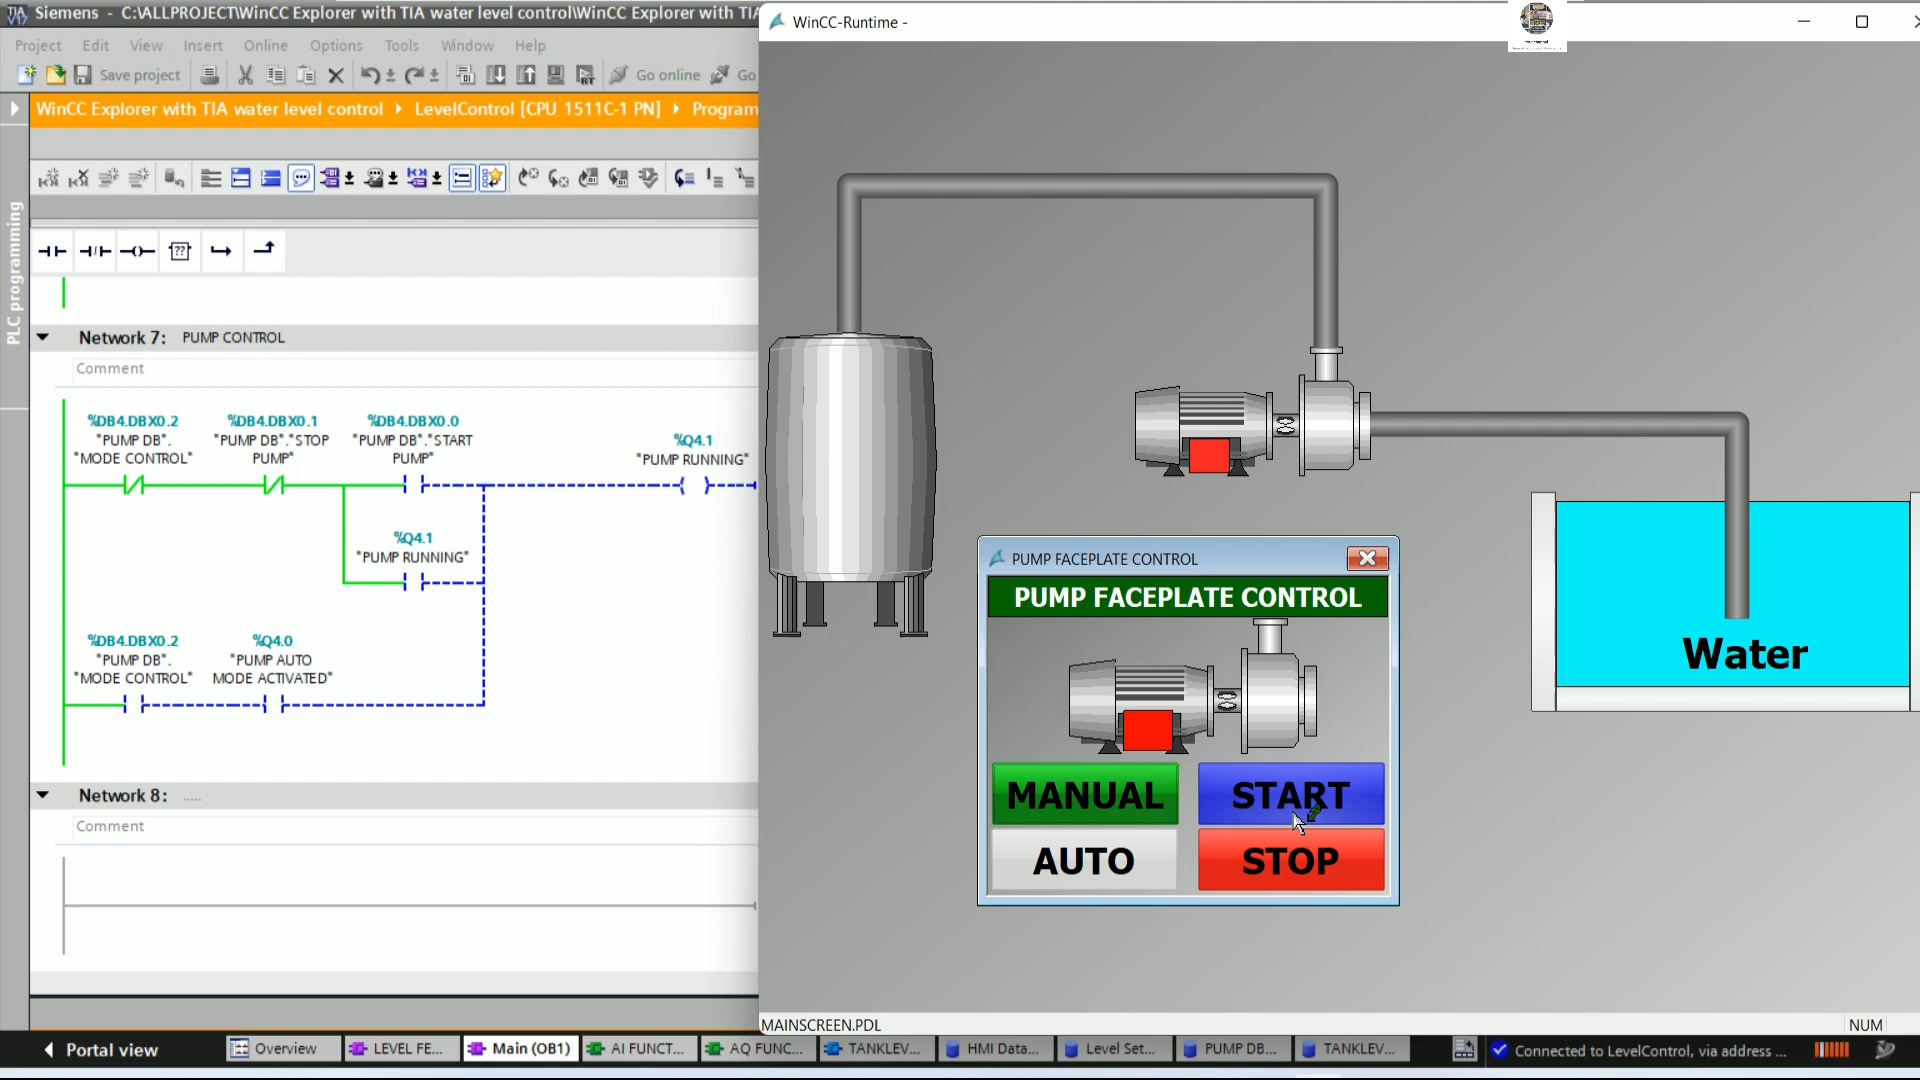 Siemens - C:\ALLPROJECT\WinCC Explorer with TIA water level control\WinCC Explorer with TIA
Project Edit View Insert Online Options Tools Window Help
Save project Go online Go
WinCC Explorer with TIA water level control LevelControl [CPU 1511C-1 PN] Program
PLC programming
Network 7: PUMP CONTROL
Comment
%DB4.DBX0.2 %DB4.DBX0.1 %DB4.DBX0.0
"PUMP DB". "PUMP DB"."STOP "PUMP DB"."START %Q4.1
"MODE CONTROL" PUMP" PUMP" "PUMP RUNNING"
%Q4.1
"PUMP RUNNING"
%DB4.DBX0.2 %Q4.0
"PUMP DB". "PUMP AUTO
"MODE CONTROL" MODE ACTIVATED"
Network 8: .....
Comment
Portal view Overview LEVEL FE... Main (OB1) AI FUNCT... AQ FUNC... TANKLEV... HMI Data... Level Set... PUMP DB... TANKLEV... Connected to LevelControl, via address ...
WinCC-Runtime -
Water
PUMP FACEPLATE CONTROL
PUMP FACEPLATE CONTROL
MANUAL START
AUTO STOP
MAINSCREEN.PDL NUM